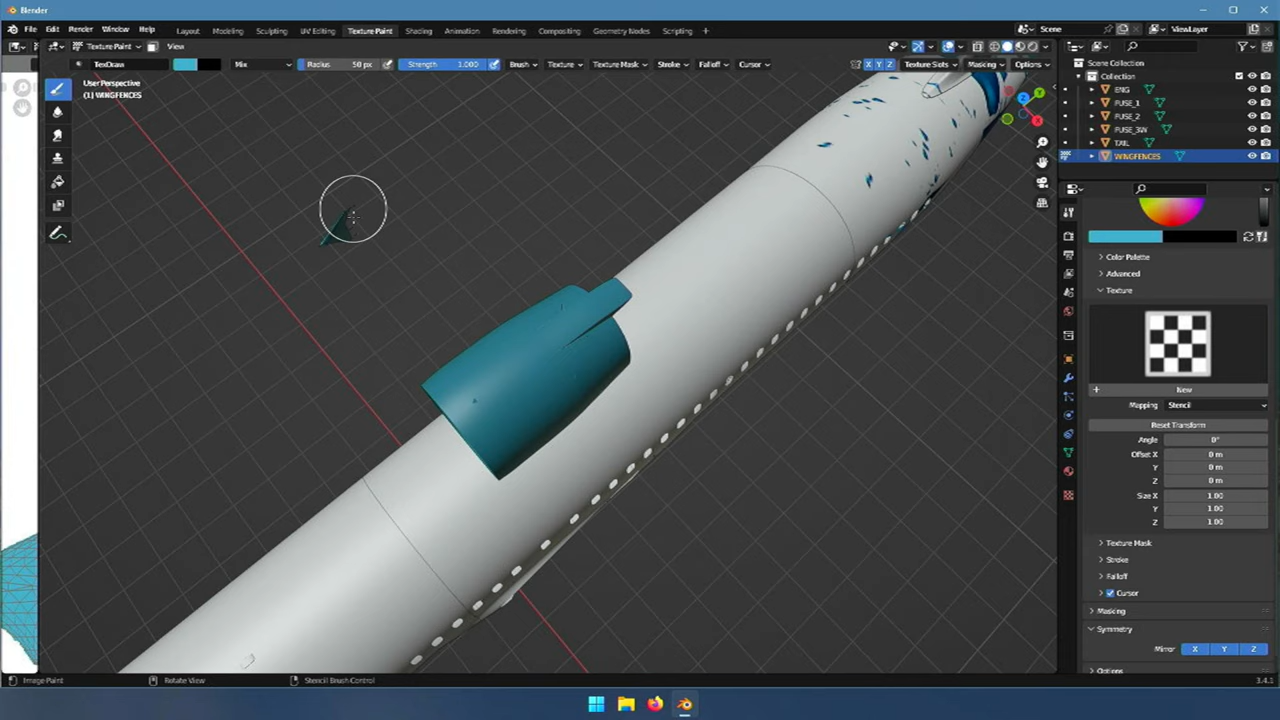 Blender
File Edit Render Window Help Layout Modeling Sculpting UV Editing Texture Paint Shading Animation Rendering Compositing Geometry Nodes Scripting + Scene ViewLayer
Texture Paint View
TexDraw Mix Radius 50 px Strength 1.000 Brush Texture Texture Mask Stroke Falloff Cursor X Y Z Texture Slots Masking Options
User Perspective
(1) WINGFENCES
Scene Collection
Collection
ENG
FUSE_1
FUSE_2
FUSE_3W
TAIL
WINGFENCES
Color Palette
Advanced
Texture
+ New
Mapping Stencil
Reset Transform
Angle 0°
Offset X 0 m
Y 0 m
Z 0 m
Size X 1.00
Y 1.00
Z 1.00
Texture Mask
Stroke
Falloff
Cursor
Masking
Symmetry
Mirror X Y Z
Options
Image Paint Rotate View Stencil Brush Control 3.4.1